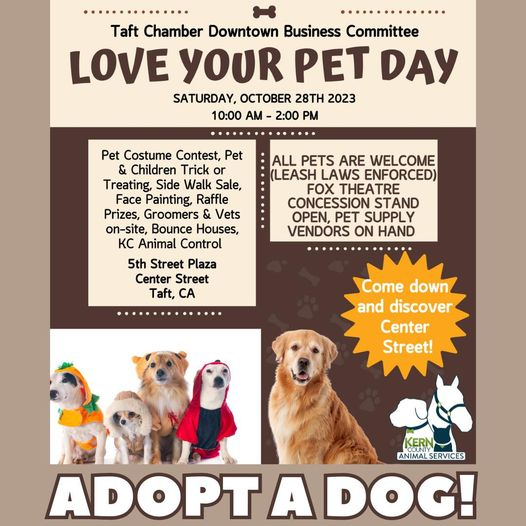 Taft Chamber Downtown Business Committee
LOVE YOUR PET DAY
SATURDAY, OCTOBER 28TH 2023
10:00 AM - 2:00 PM
Pet Costume Contest, Pet
& Children Trick or
Treating, Side Walk Sale,
Face Painting, Raffle
Prizes, Groomers & Vets
on-site, Bounce Houses,
KC Animal Control
5th Street Plaza
Center Street
Taft, CA
ALL PETS ARE WELCOME
(LEASH LAWS ENFORCED)
FOX THEATRE
CONCESSION STAND
OPEN, PET SUPPLY
VENDORS ON HAND
Come down
and discover
Center
Street!
KERN
COUNTY
ANIMAL SERVICES
ADOPT A DOG!